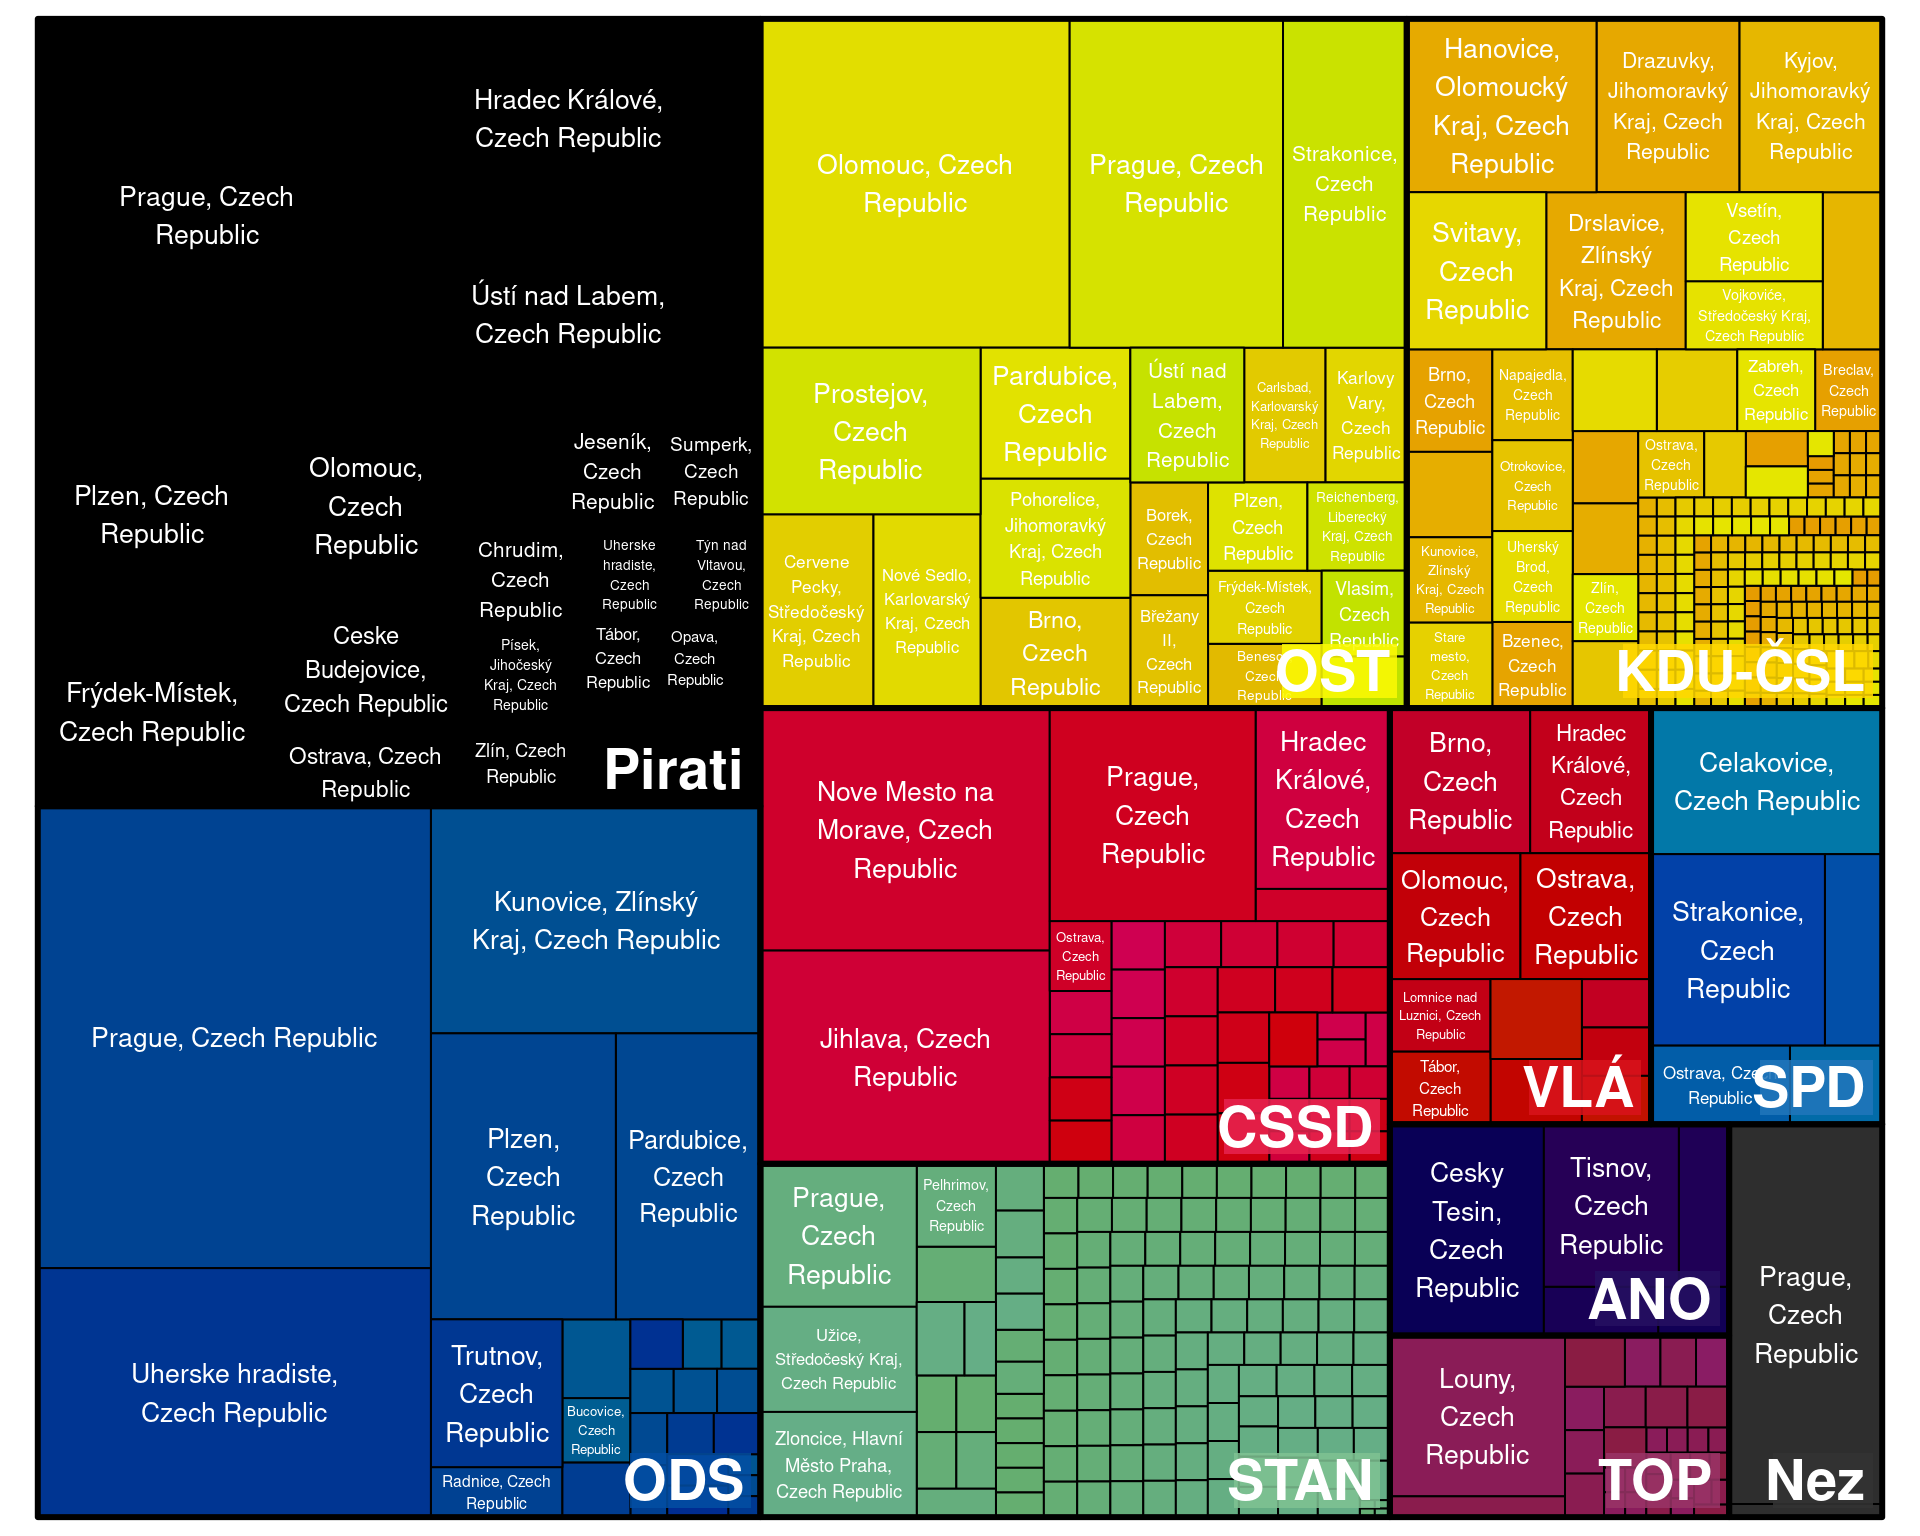 Prague, Czech
Republic
Hradec Králové,
Czech Republic
Ústí nad Labem,
Czech Republic
Plzen, Czech
Republic
Olomouc,
Czech
Republic
Jeseník,
Czech
Republic
Sumperk,
Czech
Republic
Chrudim,
Czech
Republic
Uherske
hradiste,
Czech
Republic
Týn nad
Vltavou,
Czech
Republic
Frýdek-Místek,
Czech Republic
Ceske
Budejovice,
Czech Republic
Písek,
Jihočeský
Kraj, Czech
Republic
Tábor,
Czech
Republic
Opava,
Czech
Republic
Ostrava, Czech
Republic
Zlín, Czech
Republic
Pirati
Olomouc, Czech
Republic
Prague, Czech
Republic
Strakonice,
Czech
Republic
Prostejov,
Czech
Republic
Pardubice,
Czech
Republic
Ústí nad
Labem,
Czech
Republic
Carlsbad,
Karlovarský
Kraj, Czech
Republic
Karlovy
Vary,
Czech
Republic
Cervene
Pecky,
Středočeský
Kraj, Czech
Republic
Nové Sedlo,
Karlovarský
Kraj, Czech
Republic
Pohorelice,
Jihomoravký
Kraj, Czech
Republic
Brno,
Czech
Republic
Borek,
Czech
Republic
Plzen,
Czech
Republic
Reichenberg,
Liberecký
Kraj, Czech
Republic
Břežany
II,
Czech
Republic
Frýdek-Místek,
Czech
Republic
Vlasim,
Czech
Republic
Czech
Republic
OST
Hanovice,
Olomoucký
Kraj, Czech
Republic
Drazuvky,
Jihomoravký
Kraj, Czech
Republic
Kyjov,
Jihomoravký
Kraj, Czech
Republic
Svitavy,
Czech
Republic
Drslavice,
Zlínský
Kraj, Czech
Republic
Vsetín,
Czech
Republic
Vojkoviće,
Středočeský Kraj,
Czech Republic
Brno,
Czech
Republic
Napajedla,
Czech
Republic
Zabreh,
Czech
Republic
Breclav,
Czech
Republic
Otrokovice,
Czech
Republic
Ostrava,
Czech
Republic
Kunovice,
Zlínský
Kraj, Czech
Republic
Uherský
Brod,
Czech
Republic
Zlín,
Czech
Republic
Stare
mesto,
Czech
Republic
Bzenec,
Czech
Republic
KDU-ČSL
Prague, Czech Republic
Kunovice, Zlínský
Kraj, Czech Republic
Plzen,
Czech
Republic
Pardubice,
Czech
Republic
Uherske hradiste,
Czech Republic
Trutnov,
Czech
Republic
Bucovice,
Czech
Republic
Radnice, Czech
Republic
ODS
Nove Mesto na
Morave, Czech
Republic
Prague,
Czech
Republic
Hradec
Králové,
Czech
Republic
Jihlava, Czech
Republic
Ostrava,
Czech
Republic
CSSD
Brno,
Czech
Republic
Hradec
Králové,
Czech
Republic
Olomouc,
Czech
Republic
Ostrava,
Czech
Republic
Lomnice nad
Luznici, Czech
Republic
Tábor,
Czech
Republic
VLÁ
Celakovice,
Czech Republic
Strakonice,
Czech
Republic
Ostrava, Czech
Republic
SPD
Prague,
Czech
Republic
Pelhrimov,
Czech
Republic
Užice,
Středočeský Kraj,
Czech Republic
Zloncice, Hlavní
Město Praha,
Czech Republic
STAN
Cesky
Tesin,
Czech
Republic
Tisnov,
Czech
Republic
ANO
Louny,
Czech
Republic
TOP
Prague,
Czech
Republic
Nez